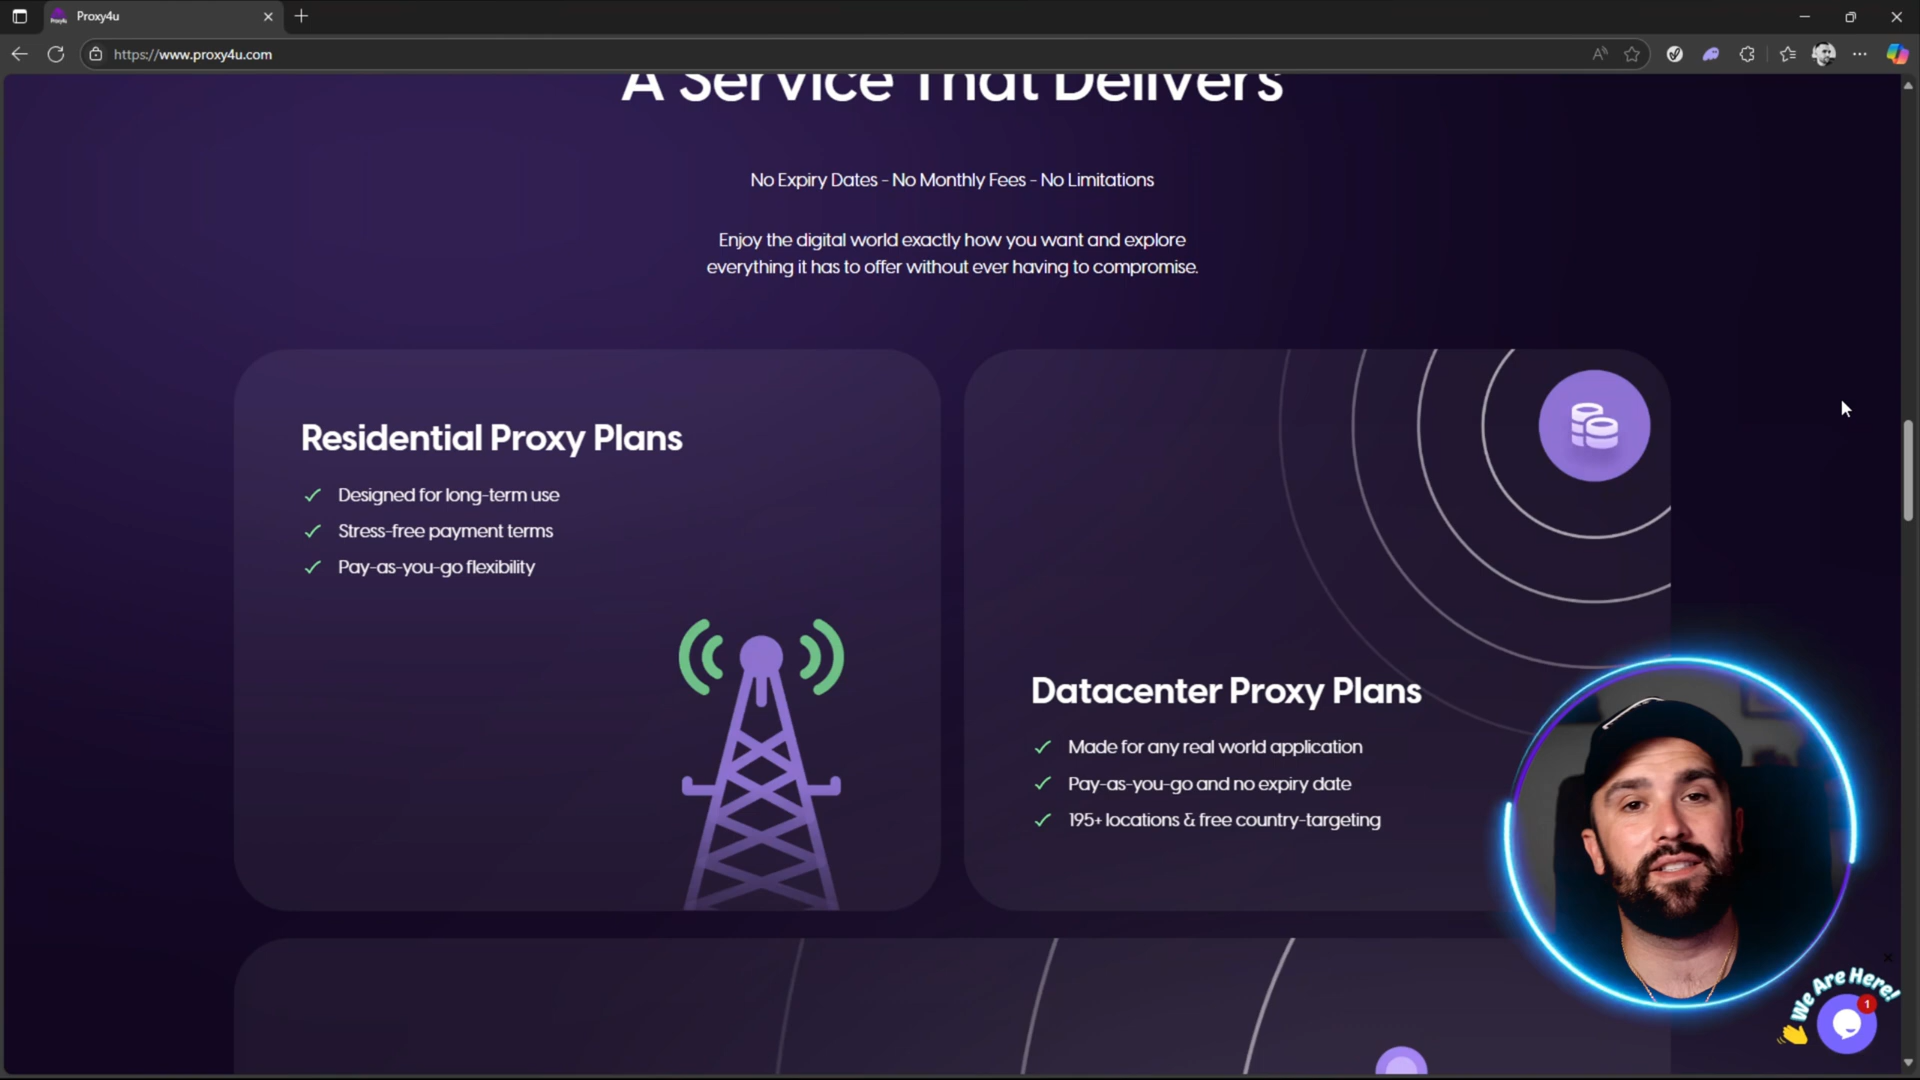 Proxy4u
https://www.proxy4u.com
A Service That Delivers
No Expiry Dates - No Monthly Fees - No Limitations
Enjoy the digital world exactly how you want and explore
everything it has to offer without ever having to compromise.
Residential Proxy Plans
Designed for long-term use
Stress-free payment terms
Pay-as-you-go flexibility
Datacenter Proxy Plans
Made for any real world application
Pay-as-you-go and no expiry date
195+ locations & free country-targeting
We Are Here!
1